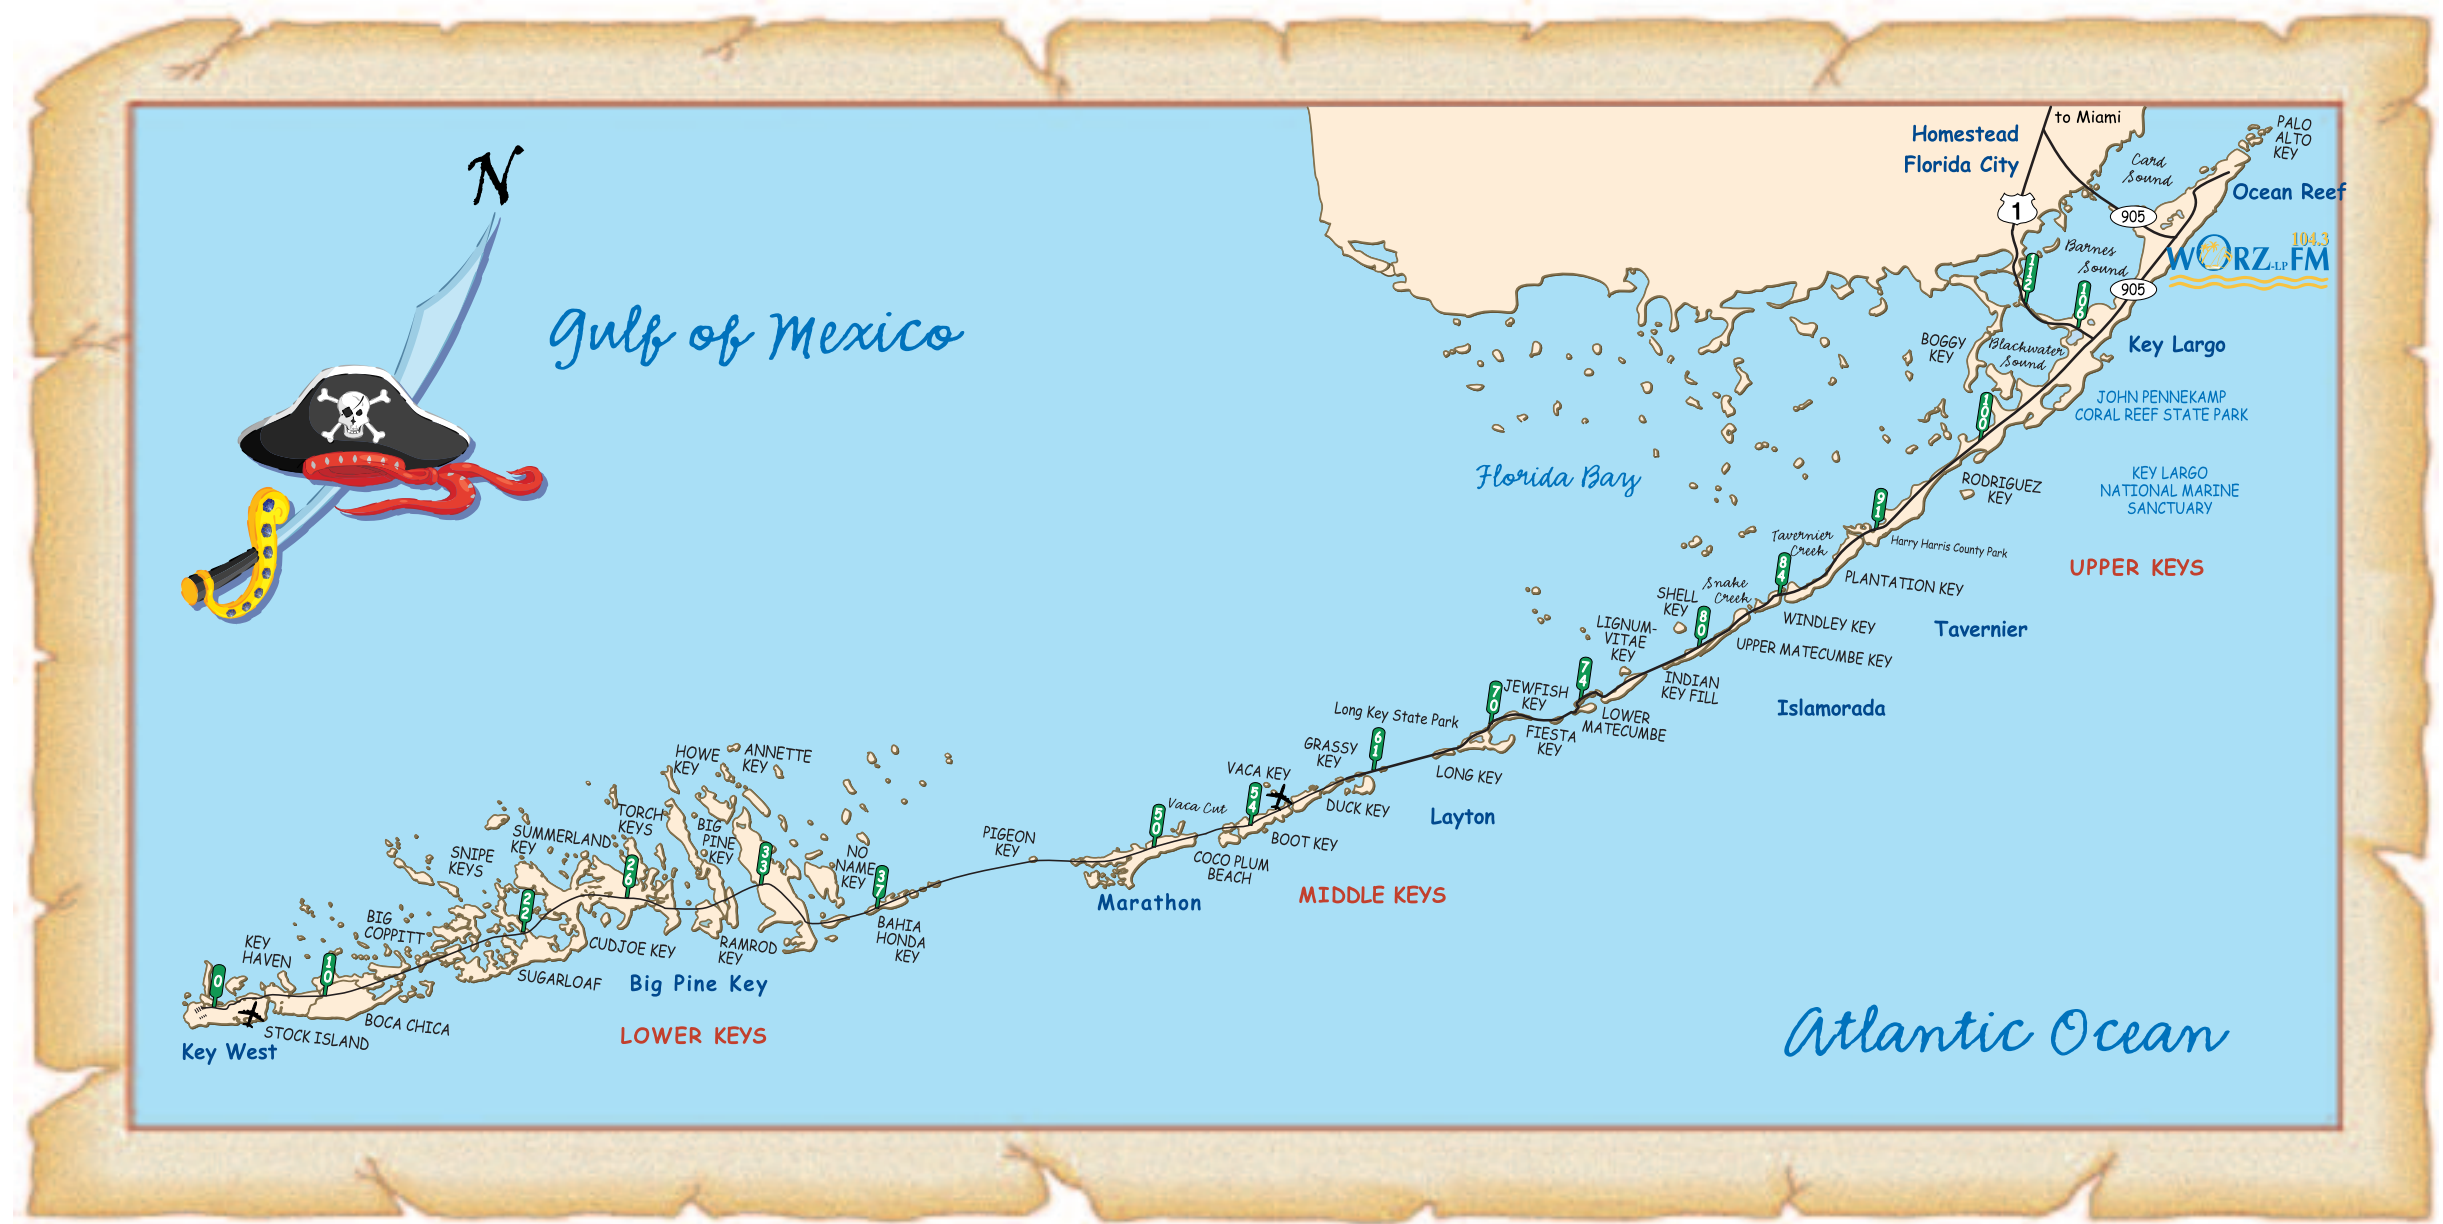 N
Gulf of Mexico
to Miami
Homestead
Florida City
1
Card
Sound
905
PALO
ALTO
KEY
Ocean Reef
104.3
WORZ-LP FM
Barnes
Sound
905
112
106
Key Largo
BOGGY
KEY
Blackwater
Sound
JOHN PENNEKAMP
CORAL REEF STATE PARK
100
KEY LARGO
NATIONAL MARINE
SANCTUARY
RODRIGUEZ
KEY
Florida Bay
91
Harry Harris County Park
UPPER KEYS
Tavernier
Creek
84
PLANTATION KEY
Snake
Creek
SHELL
KEY
80
WINDLEY KEY
Tavernier
LIGNUM-
VITAE
KEY
UPPER MATECUMBE KEY
INDIAN
KEY FILL
Islamorada
74
JEWFISH
KEY
70
LOWER
MATECUMBE
FIESTA
KEY
Long Key State Park
61
GRASSY
KEY
LONG KEY
VACA KEY
54
DUCK KEY
Layton
Vaca Cut
50
BOOT KEY
COCO PLUM
BEACH
MIDDLE KEYS
Marathon
PIGEON
KEY
HOWE
KEY
ANNETTE
KEY
TORCH
KEYS
BIG
PINE
KEY
33
NO
NAME
KEY
37
BAHIA
HONDA
KEY
SUMMERLAND
KEY
26
SNIPE
KEYS
22
BIG
COPPITT
CUDJOE KEY
RAMROD
KEY
SUGARLOAF
Big Pine Key
LOWER KEYS
KEY
HAVEN
10
0
BOCA CHICA
STOCK ISLAND
Key West
Atlantic Ocean